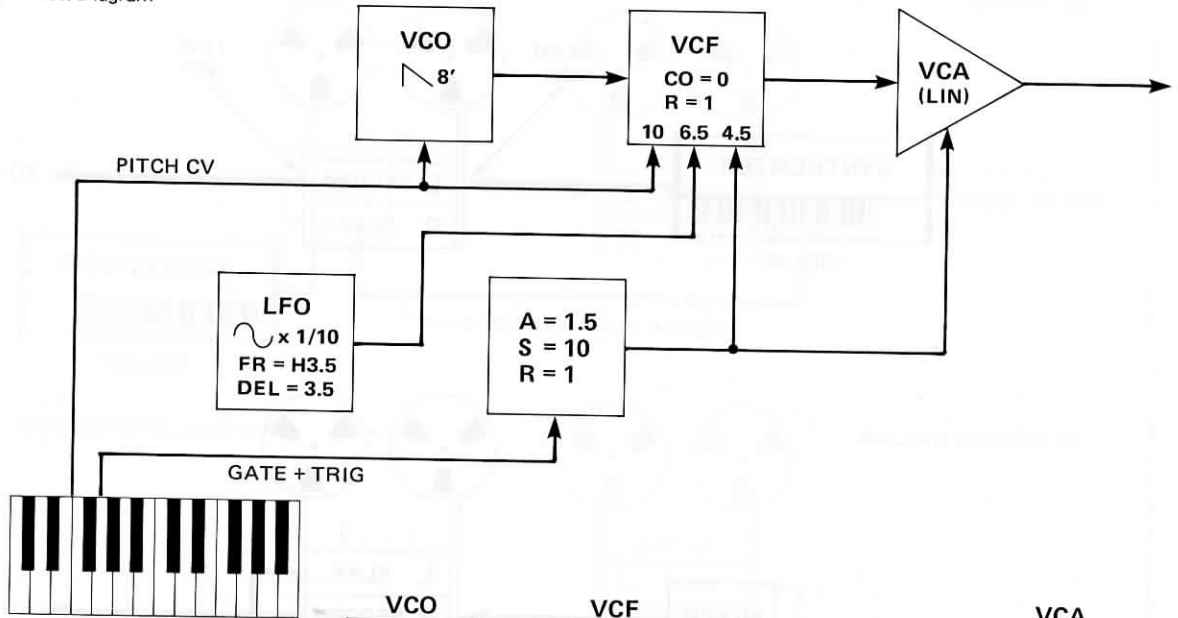 VCO
8'
VCF
CO = 0
R = 1
10 6.5 4.5
VCA
(LIN)
PITCH CV
LFO
x 1/10
FR = H3.5
DEL = 3.5
A = 1.5
S = 10
R = 1
GATE + TRIG
VCO
VCF
VCA